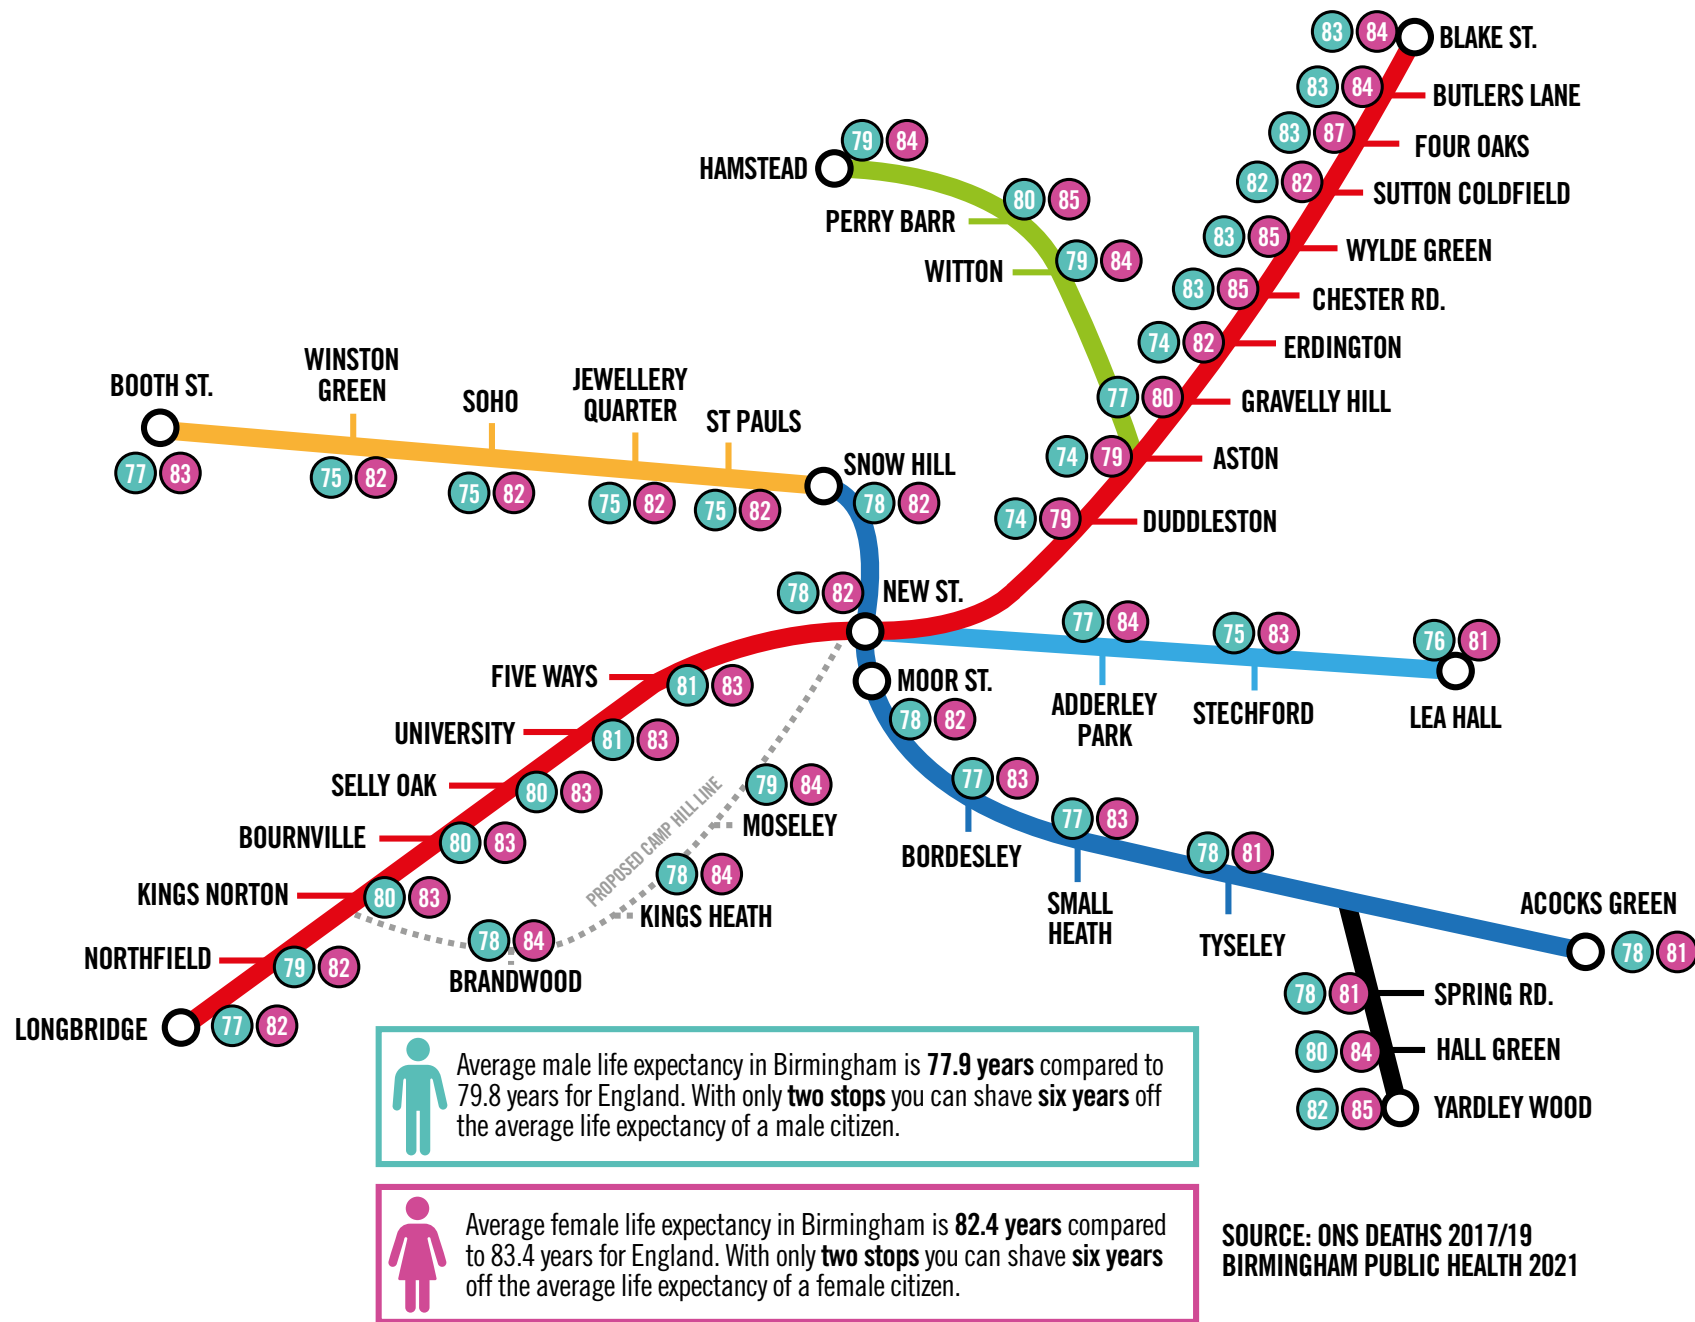 83 84 BLAKE ST.
83 84 BUTLERS LANE
83 87 FOUR OAKS
82 82 SUTTON COLDFIELD
83 85 WYLDE GREEN
83 85 CHESTER RD.
74 82 ERDINGTON
77 80 GRAVELLY HILL
74 79 ASTON
74 79 DUDDLESTON
79 84
HAMSTEAD
80 85
PERRY BARR
79 84
WITTON
BOOTH ST.
77 83
WINSTON
GREEN
75 82
SOHO
75 82
JEWELLERY
QUARTER
75 82
ST PAULS
75 82
SNOW HILL
78 82
78 82 NEW ST.
MOOR ST.
78 82
77 84
ADDERLEY
PARK
75 83
STECHFORD
76 81
LEA HALL
FIVE WAYS 81 83
UNIVERSITY 81 83
SELLY OAK 80 83
BOURNVILLE 80 83
KINGS NORTON 80 83
NORTHFIELD 79 82
LONGBRIDGE 77 82
PROPOSED CAMP HILL LINE
79 84
MOSELEY
78 84
KINGS HEATH
78 84
BRANDWOOD
77 83
BORDESLEY
77 83
SMALL
HEATH
78 81
TYSELEY
ACOCKS GREEN
78 81
78 81 SPRING RD.
80 84 HALL GREEN
82 85 YARDLEY WOOD
Average male life expectancy in Birmingham is 77.9 years compared to
79.8 years for England. With only two stops you can shave six years off
the average life expectancy of a male citizen.
Average female life expectancy in Birmingham is 82.4 years compared
to 83.4 years for England. With only two stops you can shave six years
off the average life expectancy of a female citizen.
SOURCE: ONS DEATHS 2017/19
BIRMINGHAM PUBLIC HEALTH 2021